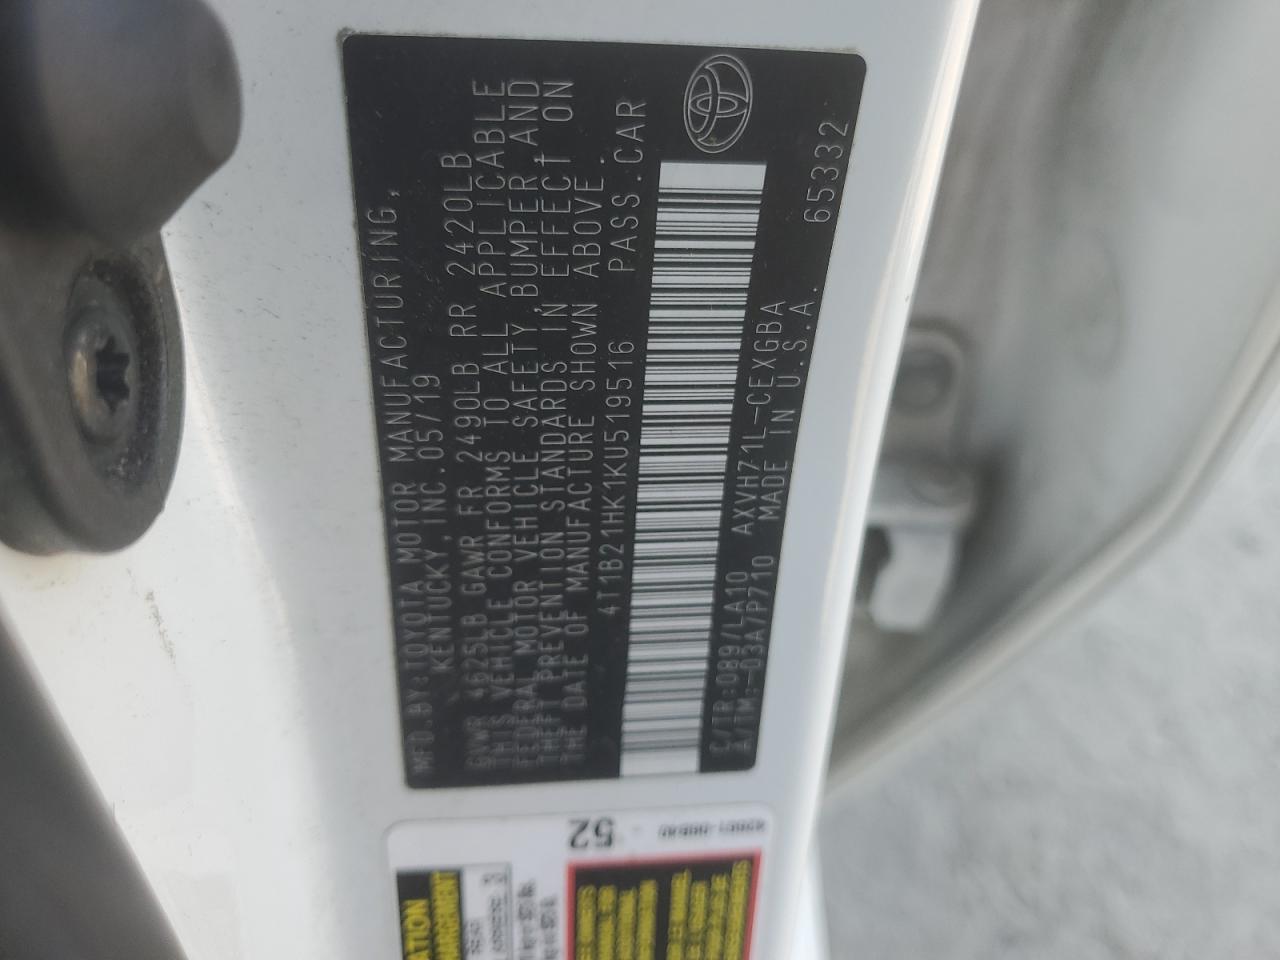 MFD.BY:TOYOTA MOTOR MANUFACTURING,
KENTUCKY,INC.05/19
GVWR 4625LB GAWR FR 2490LB RR 2420LB
THIS VEHICLE CONFORMS TO ALL APPLICABLE
FEDERAL MOTOR VEHICLE SAFETY,BUMPER,AND
THEFT PREVENTION STANDARDS IN EFFECT ON
THE DATE OF MANUFACTURE SHOWN ABOVE.
4T1B21HK1KU519516 PASS.CAR
C/TR:089/LA10 AXVH71L-CEXGBA
A/TM:-03A/P710 MADE IN U.S.A. 65332
52